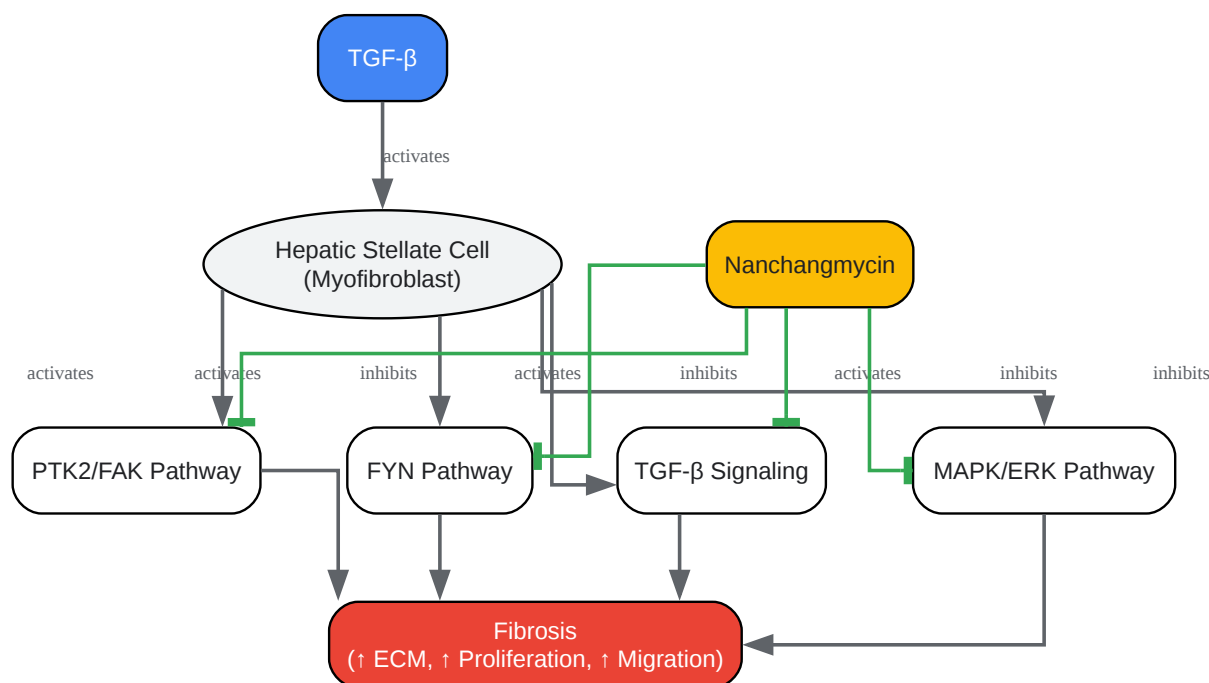 TGF-β
activates
Hepatic Stellate Cell
(Myofibroblast)
Nanchangmycin
activates
activates
inhibits
activates
inhibits
activates
inhibits
inhibits
PTK2/FAK Pathway
FYN Pathway
TGF-β Signaling
MAPK/ERK Pathway
Fibrosis
(↑ ECM, ↑ Proliferation, ↑ Migration)